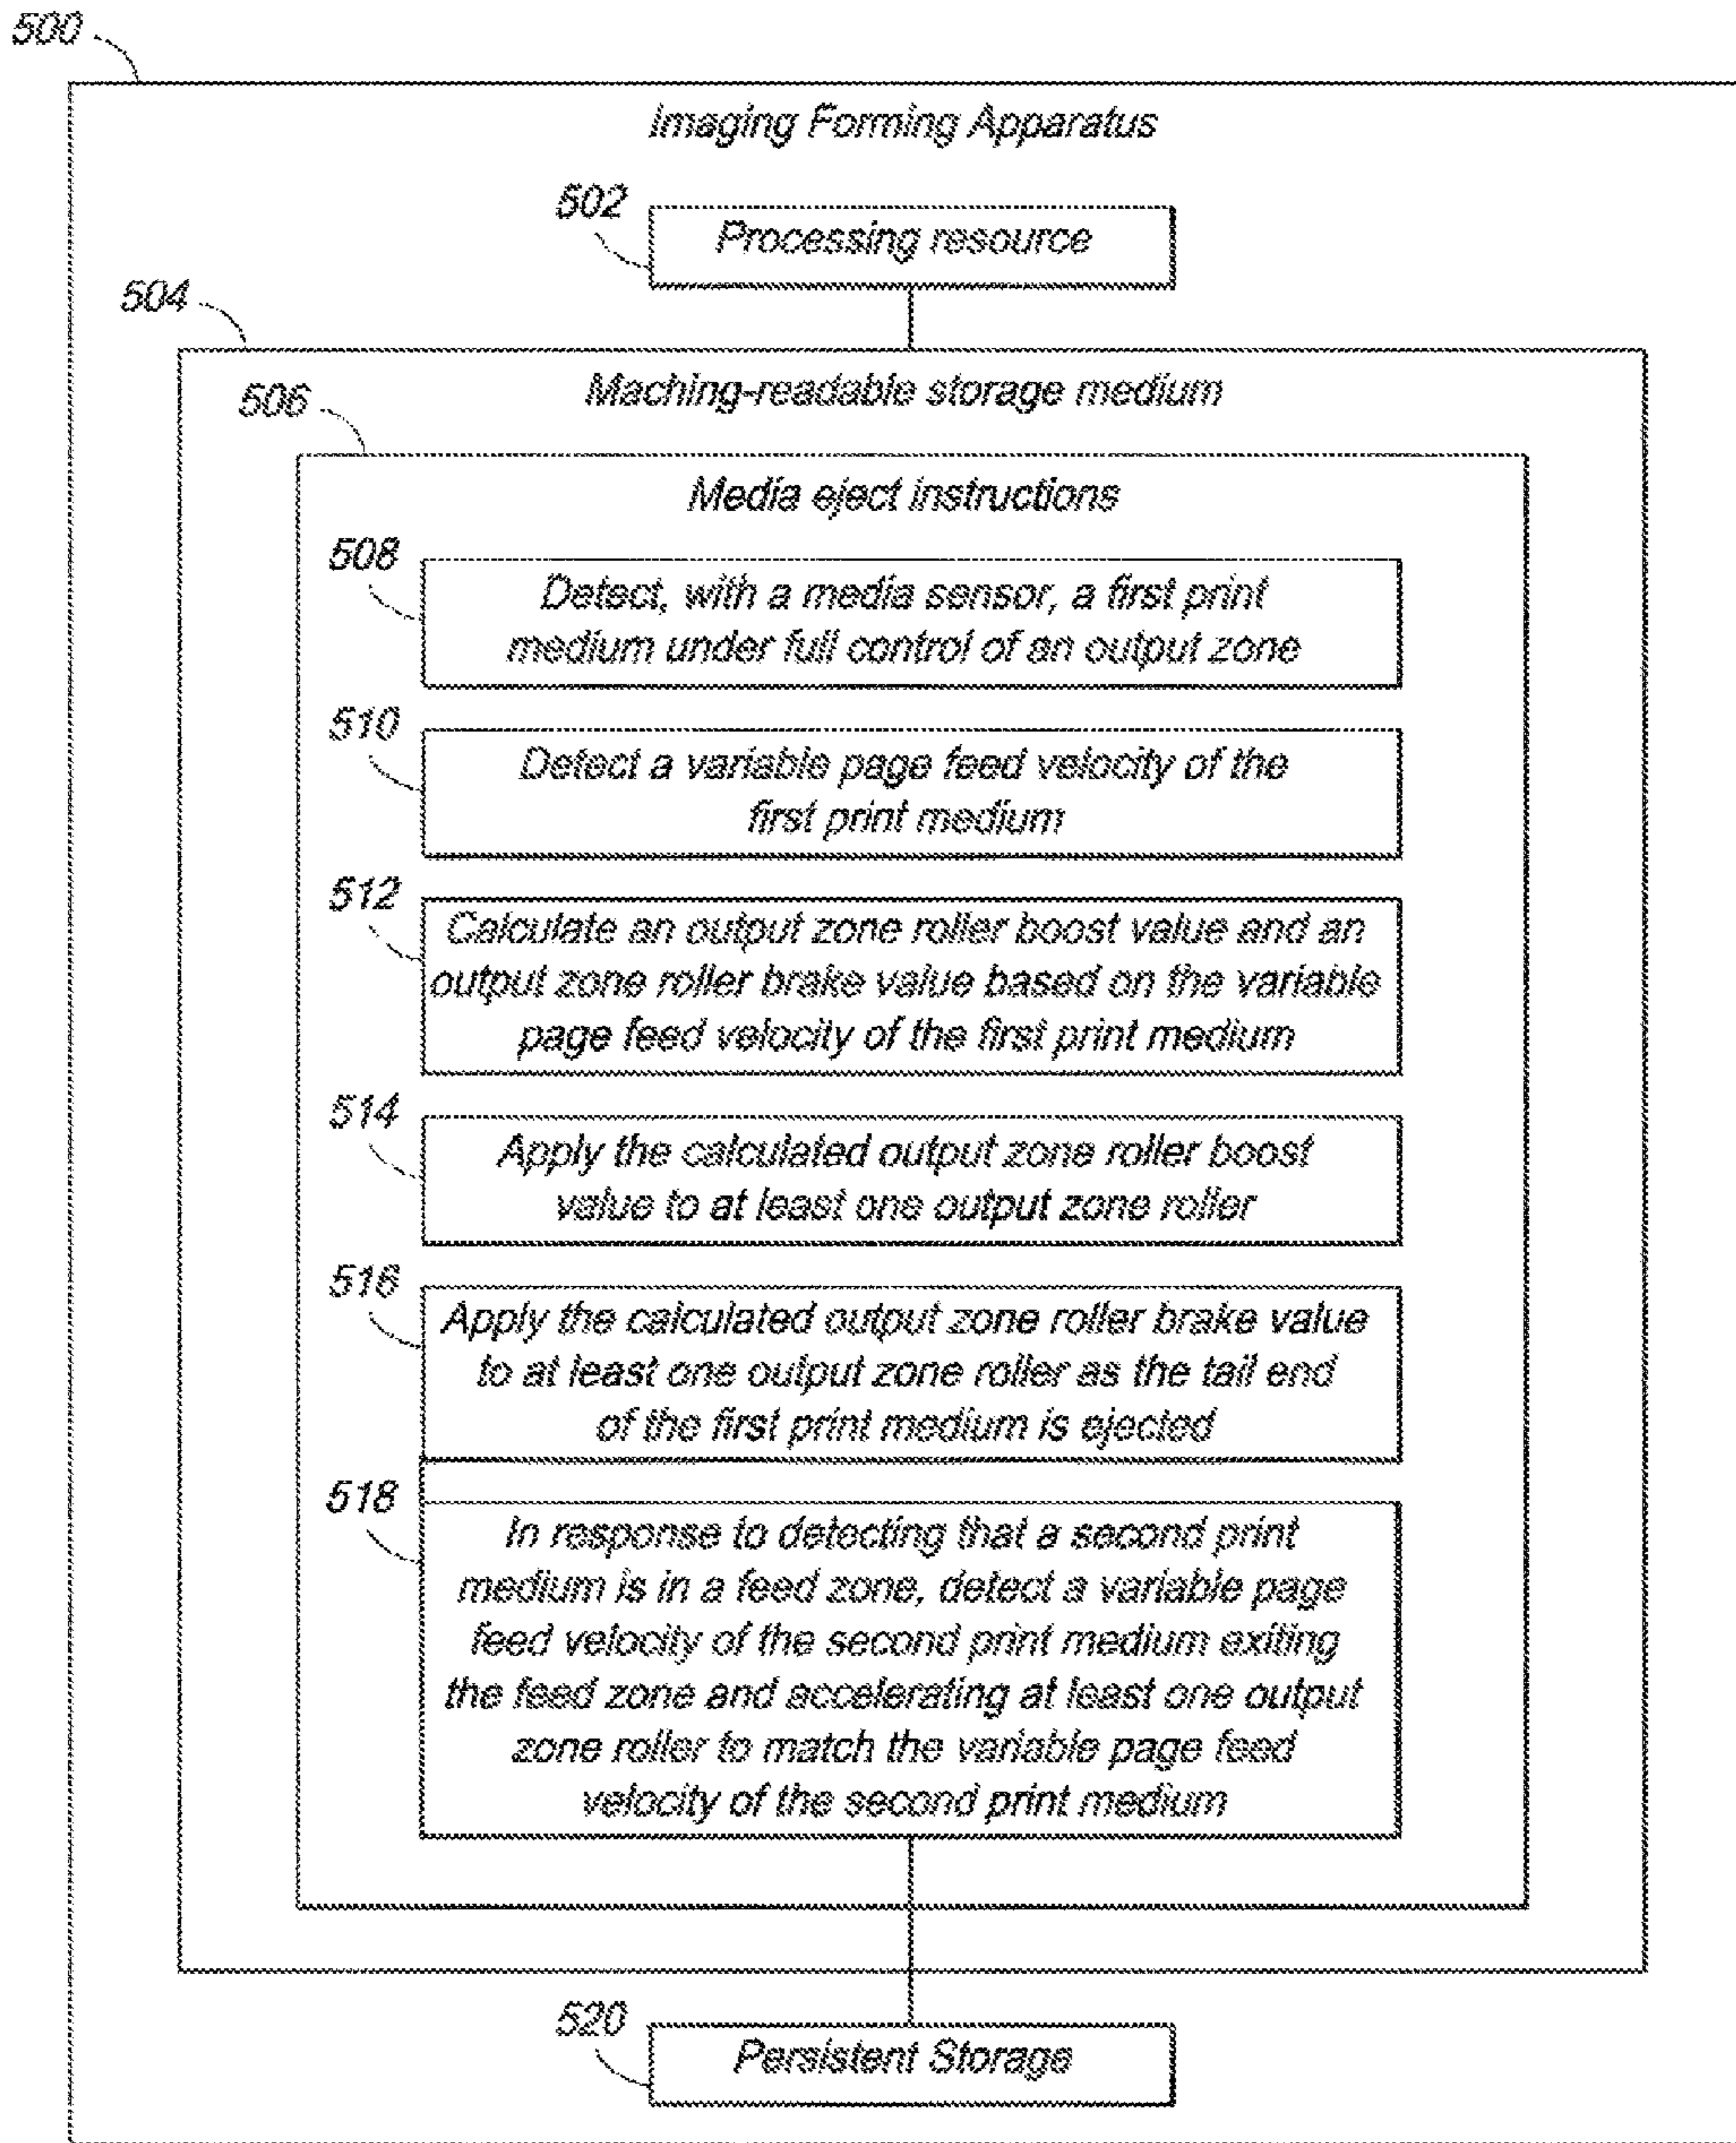 500
Imaging Forming Apparatus
502
Processing resource
504
Maching-readable storage medium
506
Media eject instructions
508
Detect, with a media sensor, a first print
medium under full control of an output zone
510
Detect a variable page feed velocity of the
first print medium
512
Calculate an output zone roller boost value and an
output zone roller brake value based on the variable
page feed velocity of the first print medium
514
Apply the calculated output zone roller boost
value to at least one output zone roller
516
Apply the calculated output zone roller brake value
to at least one output zone roller as the tail end
of the first print medium is ejected
518
In response to detecting that a second print
medium is in a feed zone, detect a variable page
feed velocity of the second print medium exiting
the feed zone and accelerating at least one output
zone roller to match the variable page feed
velocity of the second print medium
520
Persistent Storage